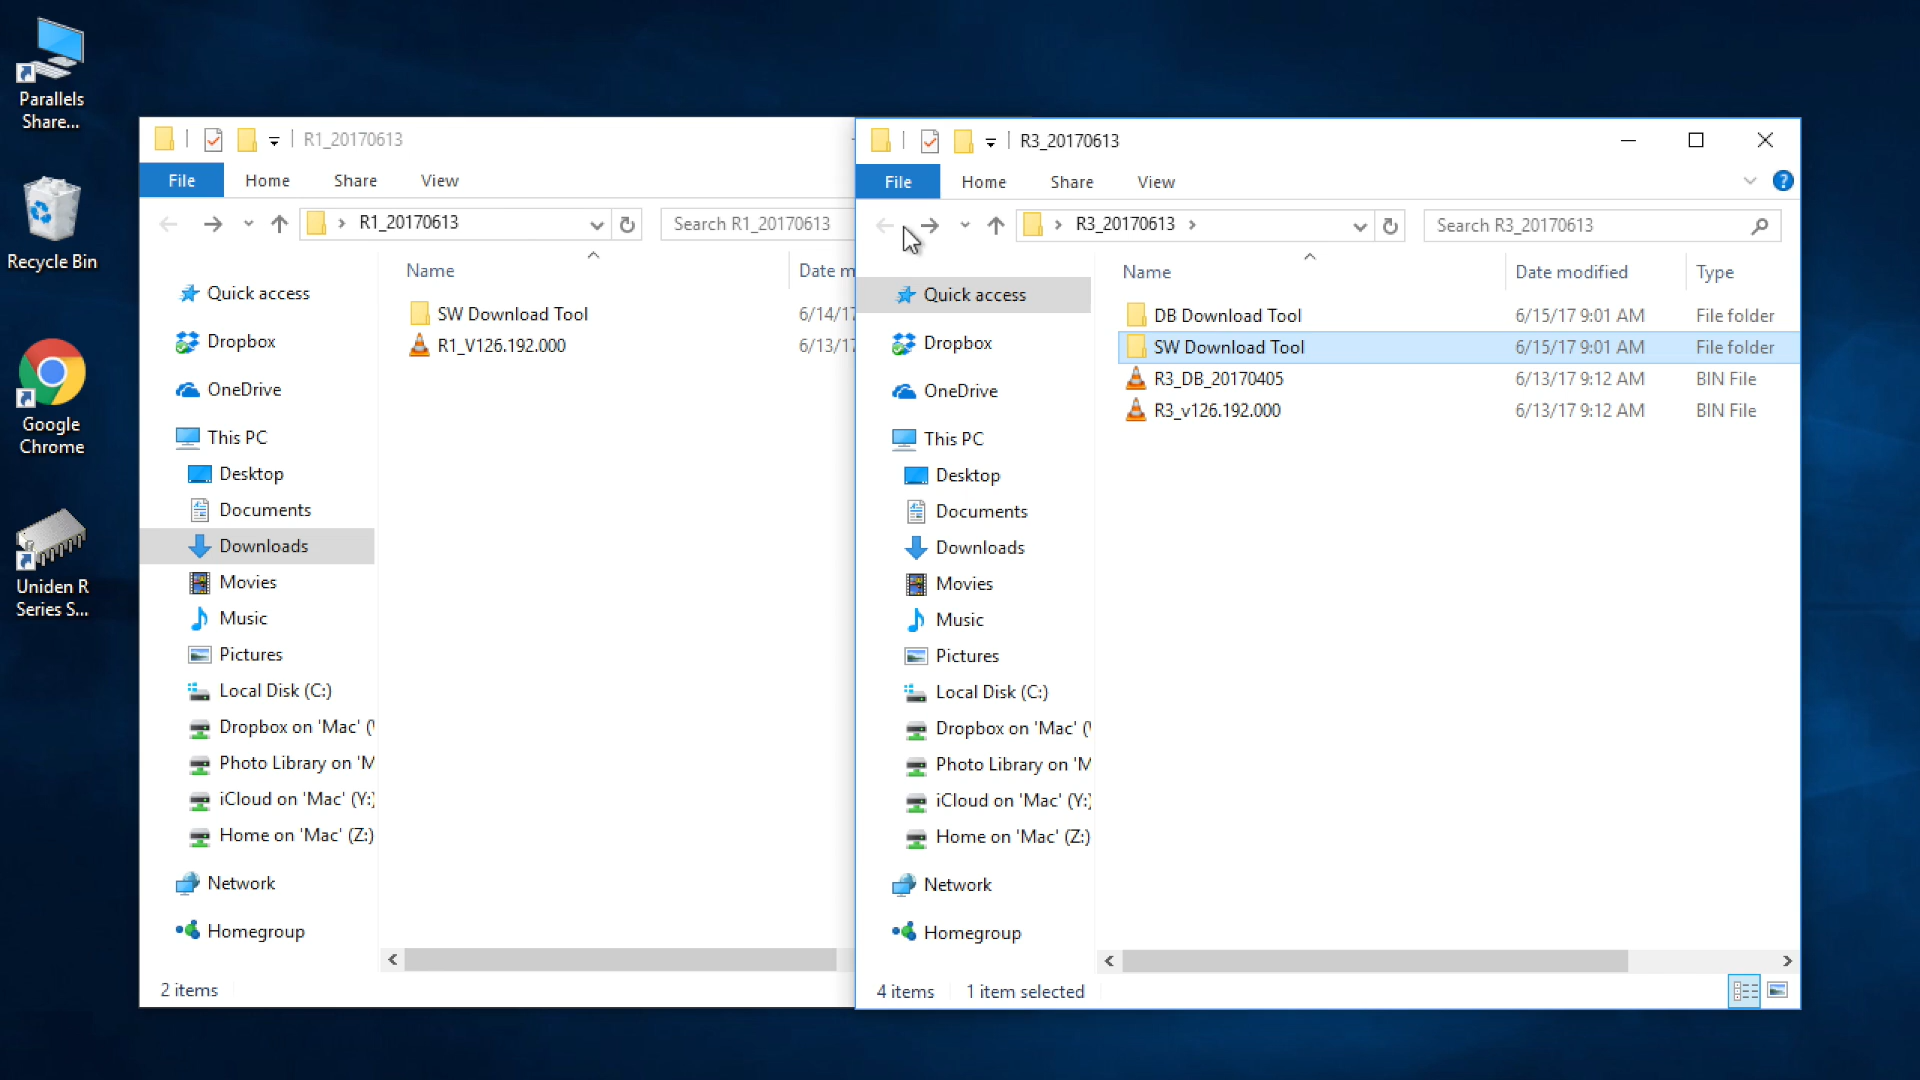 Parallels
Share...
Recycle Bin
Google
Chrome
Uniden R
Series S...
R1_20170613
File Home Share View
R1_20170613
Search R1_20170613
Name Date m
Quick access
Dropbox
OneDrive
This PC
Desktop
Documents
Downloads
Movies
Music
Pictures
Local Disk (C:)
Dropbox on 'Mac' (\
Photo Library on 'M
iCloud on 'Mac' (Y:)
Home on 'Mac' (Z:)
Network
Homegroup
SW Download Tool 6/14/17
R1_V126.192.000 6/13/17
2 items
R3_20170613
File Home Share View
R3_20170613
Search R3_20170613
Name Date modified Type
Quick access
Dropbox
OneDrive
This PC
Desktop
Documents
Downloads
Movies
Music
Pictures
Local Disk (C:)
Dropbox on 'Mac' (\
Photo Library on 'M
iCloud on 'Mac' (Y:)
Home on 'Mac' (Z:)
Network
Homegroup
DB Download Tool 6/15/17 9:01 AM File folder
SW Download Tool 6/15/17 9:01 AM File folder
R3_DB_20170405 6/13/17 9:12 AM BIN File
R3_v126.192.000 6/13/17 9:12 AM BIN File
4 items 1 item selected